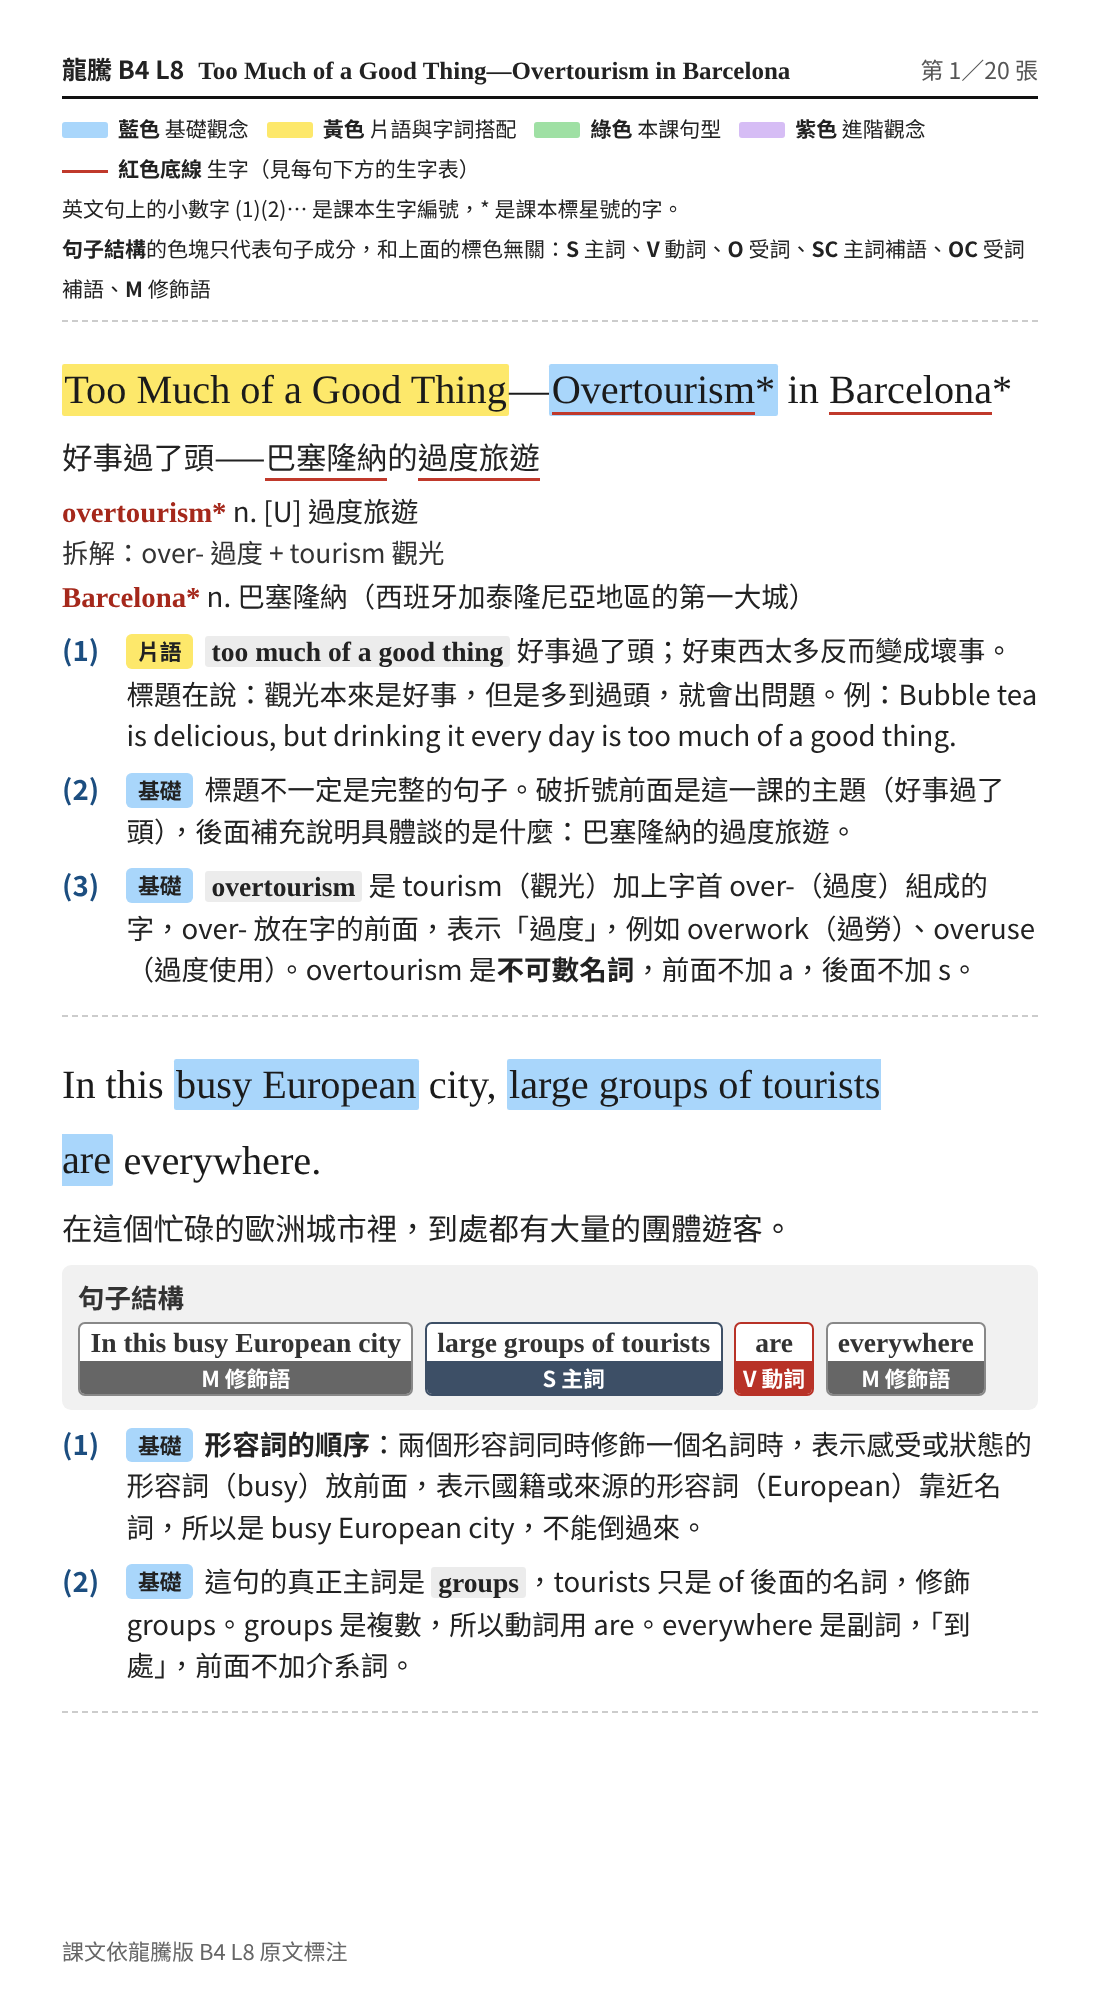 龍騰 B4 L8 Too Much of a Good Thing—Overtourism in Barcelona 第 1／20 張
藍色 基礎觀念 黃色 片語與字詞搭配 綠色 本課句型 紫色 進階觀念
紅色底線 生字（見每句下方的生字表）
英文句上的小數字 (1)(2)⋯ 是課本生字編號，* 是課本標星號的字。
句子結構的色塊只代表句子成分，和上面的標色無關：S 主詞、V 動詞、O 受詞、SC 主詞補語、OC 受詞
補語、M 修飾語
Too Much of a Good Thing—Overtourism* in Barcelona*
好事過了頭──巴塞隆納的過度旅遊
overtourism* n. [U] 過度旅遊
拆解：over- 過度 + tourism 觀光
Barcelona* n. 巴塞隆納（西班牙加泰隆尼亞地區的第一大城）
(1) 片語 too much of a good thing 好事過了頭；好東西太多反而變成壞事。
標題在說：觀光本來是好事，但是多到過頭，就會出問題。例：Bubble tea
is delicious, but drinking it every day is too much of a good thing.
(2) 基礎 標題不一定是完整的句子。破折號前面是這一課的主題（好事過了
頭），後面補充說明具體談的是什麼：巴塞隆納的過度旅遊。
(3) 基礎 overtourism 是 tourism（觀光）加上字首 over-（過度）組成的
字，over- 放在字的前面，表示「過度」，例如 overwork（過勞）、overuse
（過度使用）。overtourism 是不可數名詞，前面不加 a，後面不加 s。
In this busy European city, large groups of tourists
are everywhere.
在這個忙碌的歐洲城市裡，到處都有大量的團體遊客。
句子結構
In this busy European city large groups of tourists are everywhere
M 修飾語 S 主詞 V 動詞 M 修飾語
(1) 基礎 形容詞的順序：兩個形容詞同時修飾一個名詞時，表示感受或狀態的
形容詞（busy）放前面，表示國籍或來源的形容詞（European）靠近名
詞，所以是 busy European city，不能倒過來。
(2) 基礎 這句的真正主詞是 groups，tourists 只是 of 後面的名詞，修飾
groups。groups 是複數，所以動詞用 are。everywhere 是副詞，「到
處」，前面不加介系詞。
課文依龍騰版 B4 L8 原文標注